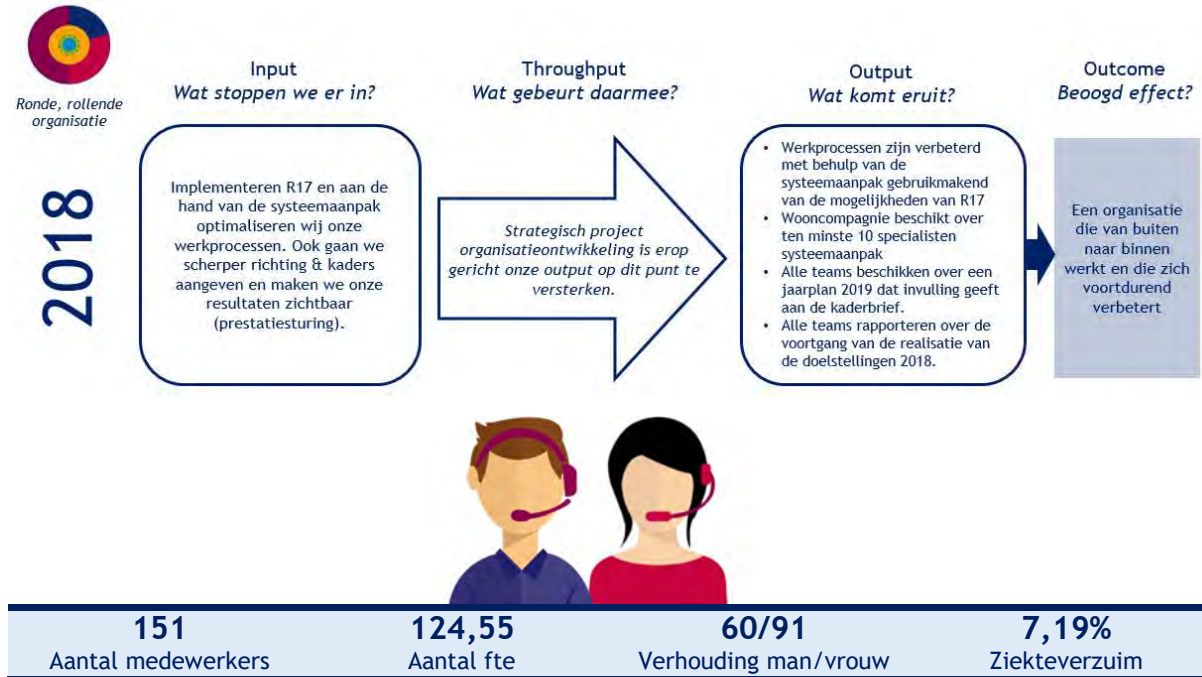 Ronde, rollende
organisatie
2018
Input
Wat stoppen we er in?
Implementeren R17 en aan de
hand van de systeemaanpak
optimaliseren wij onze
werkprocessen. Ook gaan we
scherper richting & kaders
aangeven en maken we onze
resultaten zichtbaar
(prestatiesturing).
Throughput
Wat gebeurt daarmee?
Strategisch project
organisatieontwikkeling is erop
gericht onze output op dit punt te
versterken.
Output
Wat komt eruit?
• Werkprocessen zijn verbeterd
met behulp van de
systeemaanpak gebruikmakend
van de mogelijkheden van R17
• Wooncompagnie beschikt over
ten minste 10 specialisten
systeemaanpak
• Alle teams beschikken over een
jaarplan 2019 dat invulling geeft
aan de kaderbrief.
• Alle teams rapporteren over de
voortgang van de realisatie van
de doelstellingen 2018.
Outcome
Beoogd effect?
Een organisatie
die van buiten
naar binnen
werkt en die zich
voortdurend
verbetert
151
Aantal medewerkers
124,55
Aantal fte
60/91
Verhouding man/vrouw
7,19%
Ziekteverzuim